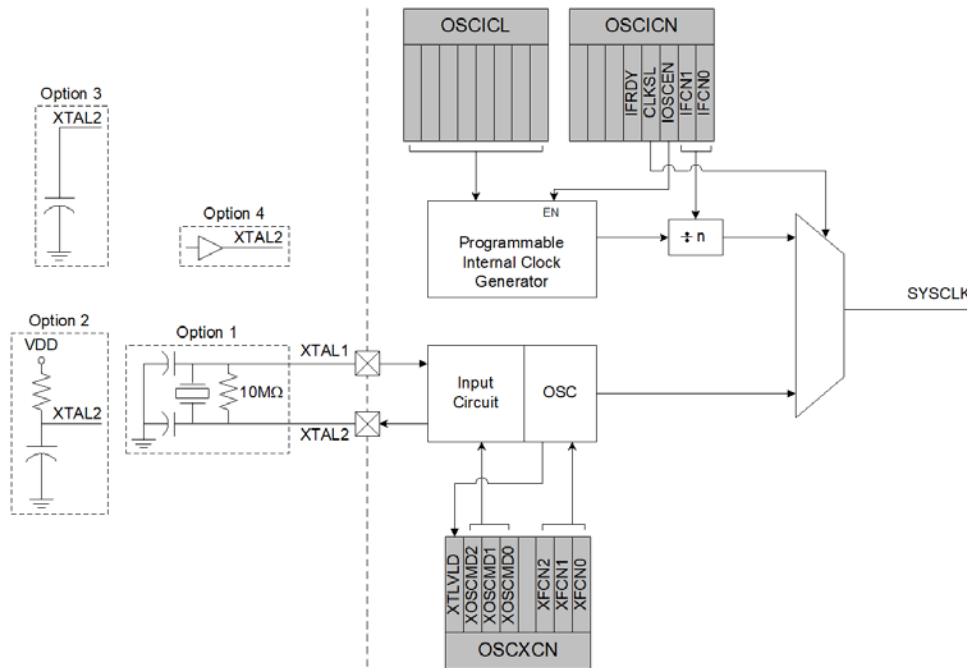 OSCICL
OSCICN
IFRDY
CLKSL
IOSCEN
IFCN1
IFCN0
Option 3
XTAL2
Option 4
XTAL2
EN
Programmable
Internal Clock
Generator
÷ n
SYSCLK
Option 2
VDD
XTAL2
Option 1
10MΩ
XTAL1
XTAL2
Input
Circuit
OSC
XTLVLD
XOSCMD2
XOSCMD1
XOSCMD0
XFCN2
XFCN1
XFCN0
OSCXCN